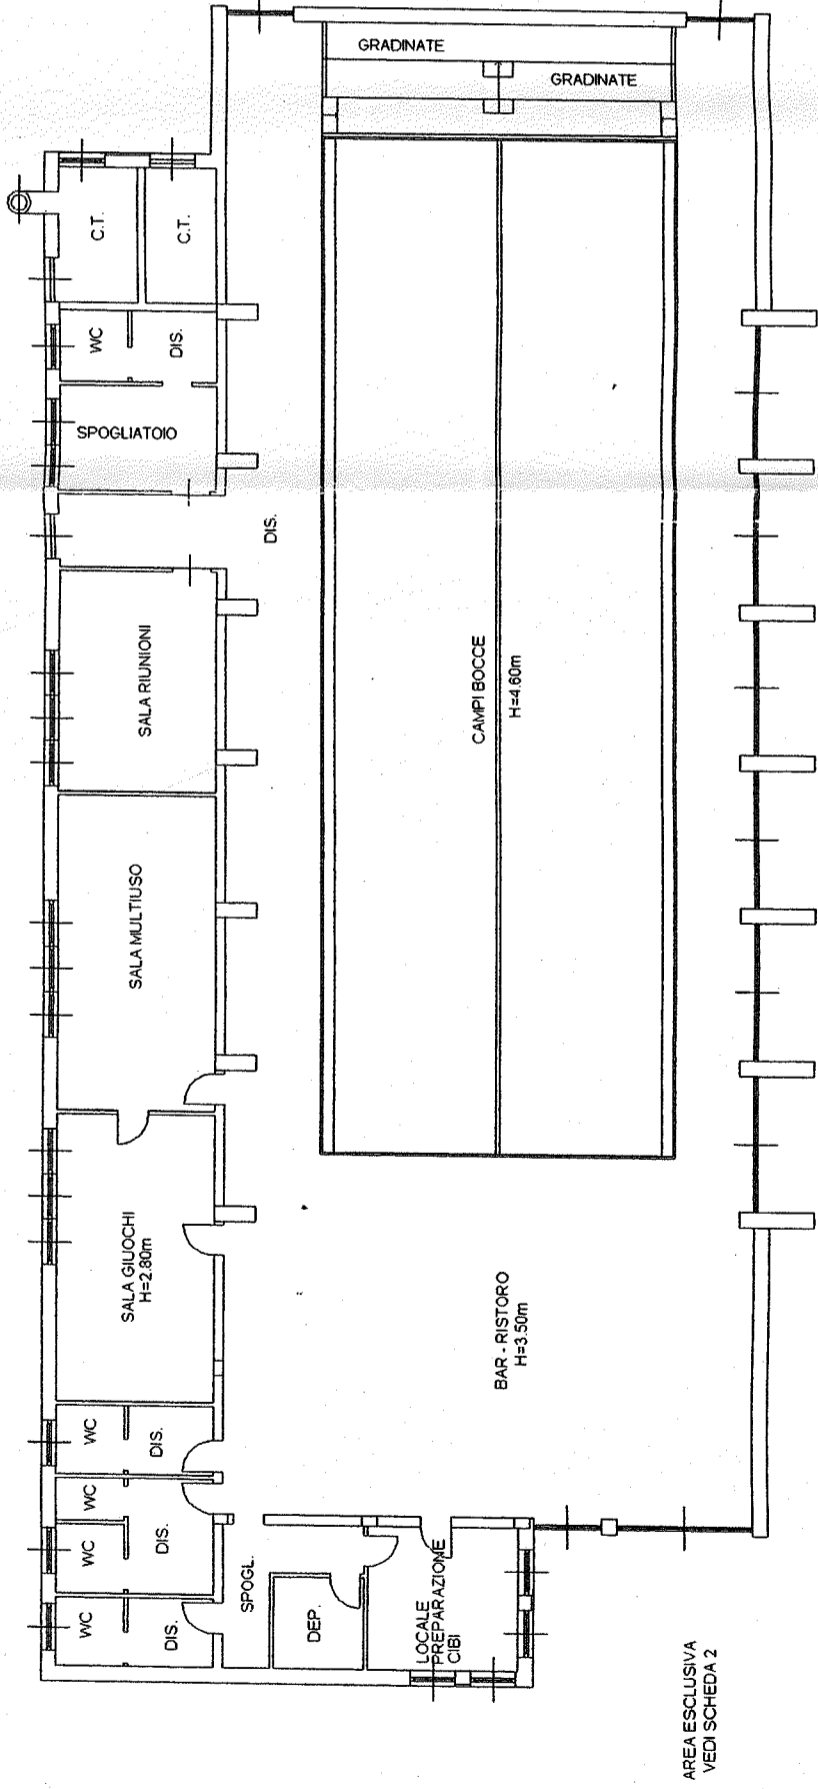 GRADINATE
GRADINATE
C.T.
C.T.
WC
DIS.
SPOGLIATOIO
DIS.
SALA RIUNIONI
CAMPI BOCCE
H=4.60m
SALA MULTIUSO
SALA GIUOCHI
H=2.80m
BAR - RISTORO
H=3.50m
WC
DIS.
WC
WC
DIS.
WC
DIS.
SPOGL.
DEP.
LOCALE
PREPARAZIONE
CIBI
AREA ESCLUSIVA
VEDI SCHEDA 2